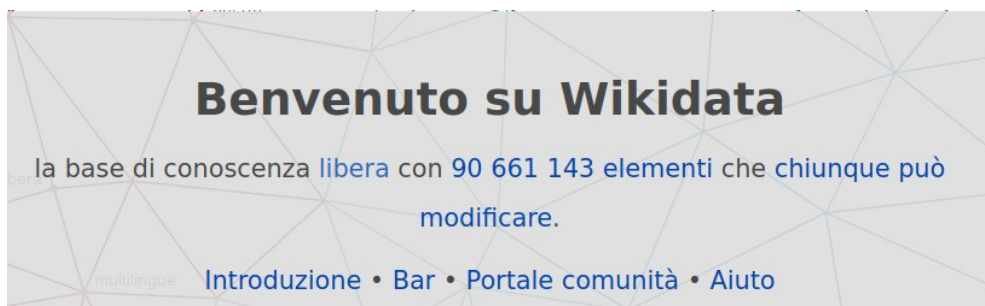 Benvenuto su Wikidata
la base di conoscenza libera con 90 661 143 elementi che chiunque può
modificare.
multilingue
Introduzione • Bar • Portale comunità • Aiuto